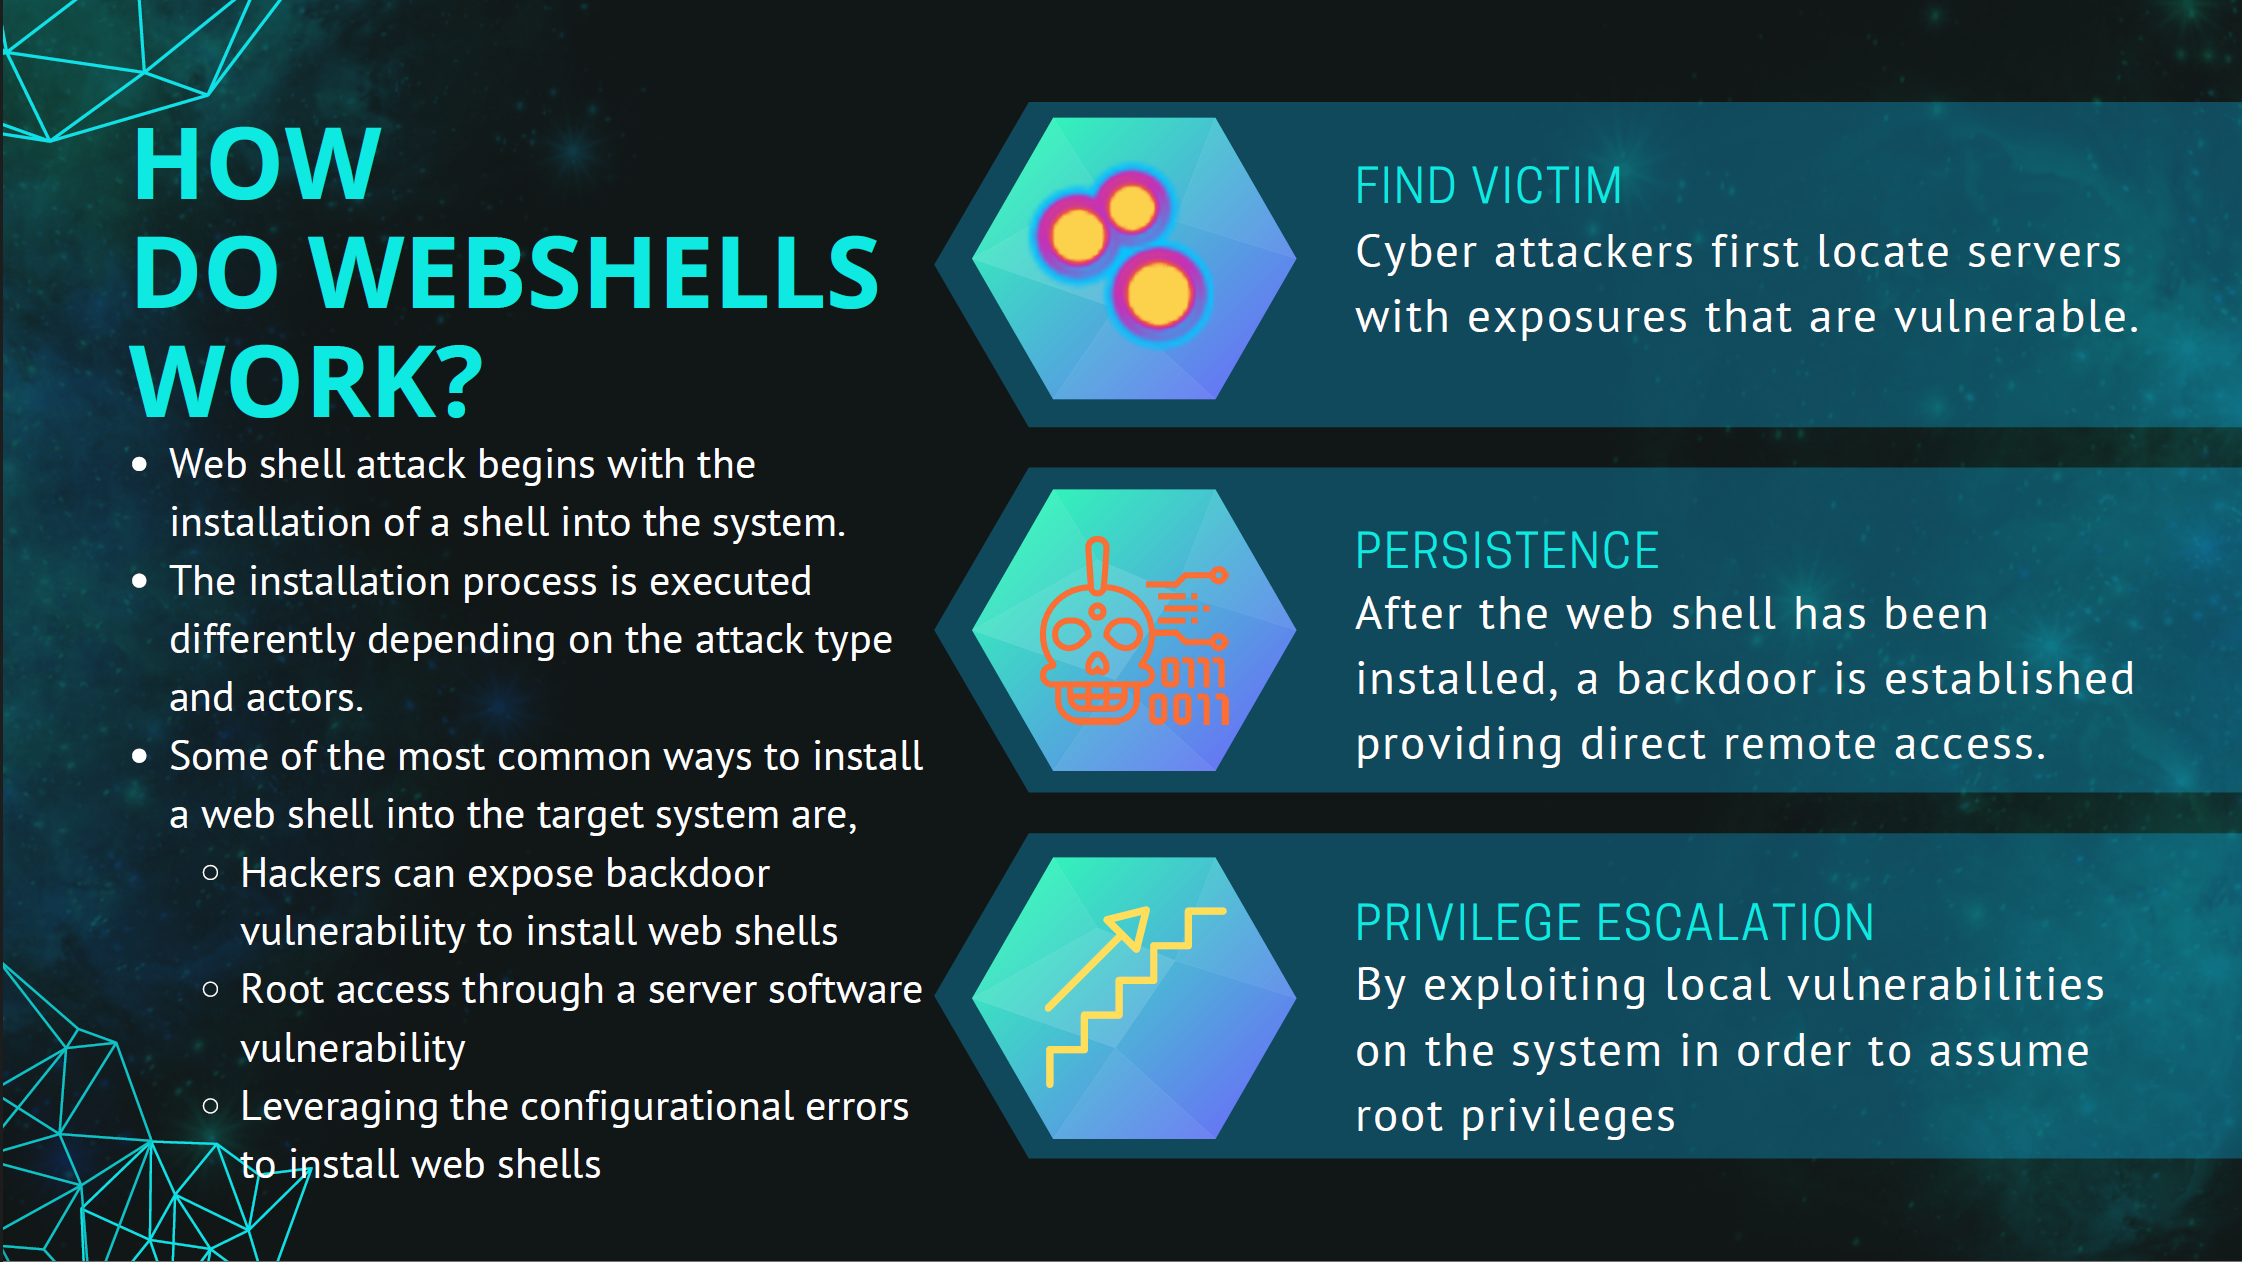 HOW
DO WEBSHELLS
WORK?
• Web shell attack begins with the
installation of a shell into the system.
• The installation process is executed
differently depending on the attack type
and actors.
• Some of the most common ways to install
a web shell into the target system are,
○ Hackers can expose backdoor
vulnerability to install web shells
○ Root access through a server software
vulnerability
○ Leveraging the configurational errors
to install web shells
FIND VICTIM
Cyber attackers first locate servers
with exposures that are vulnerable.
0111
0011
PERSISTENCE
After the web shell has been
installed, a backdoor is established
providing direct remote access.
PRIVILEGE ESCALATION
By exploiting local vulnerabilities
on the system in order to assume
root privileges